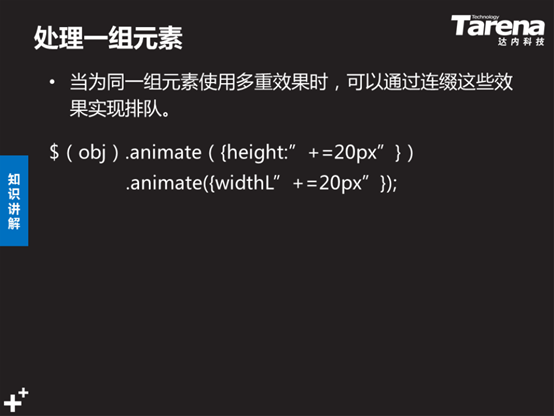 处理一组元素
Technology
Tarena
达内科技
• 当为同一组元素使用多重效果时，可以通过连缀这些效
果实现排队。
$（obj）.animate（{height:”+=20px”}）
.animate({widthL”+=20px”});
知识讲解